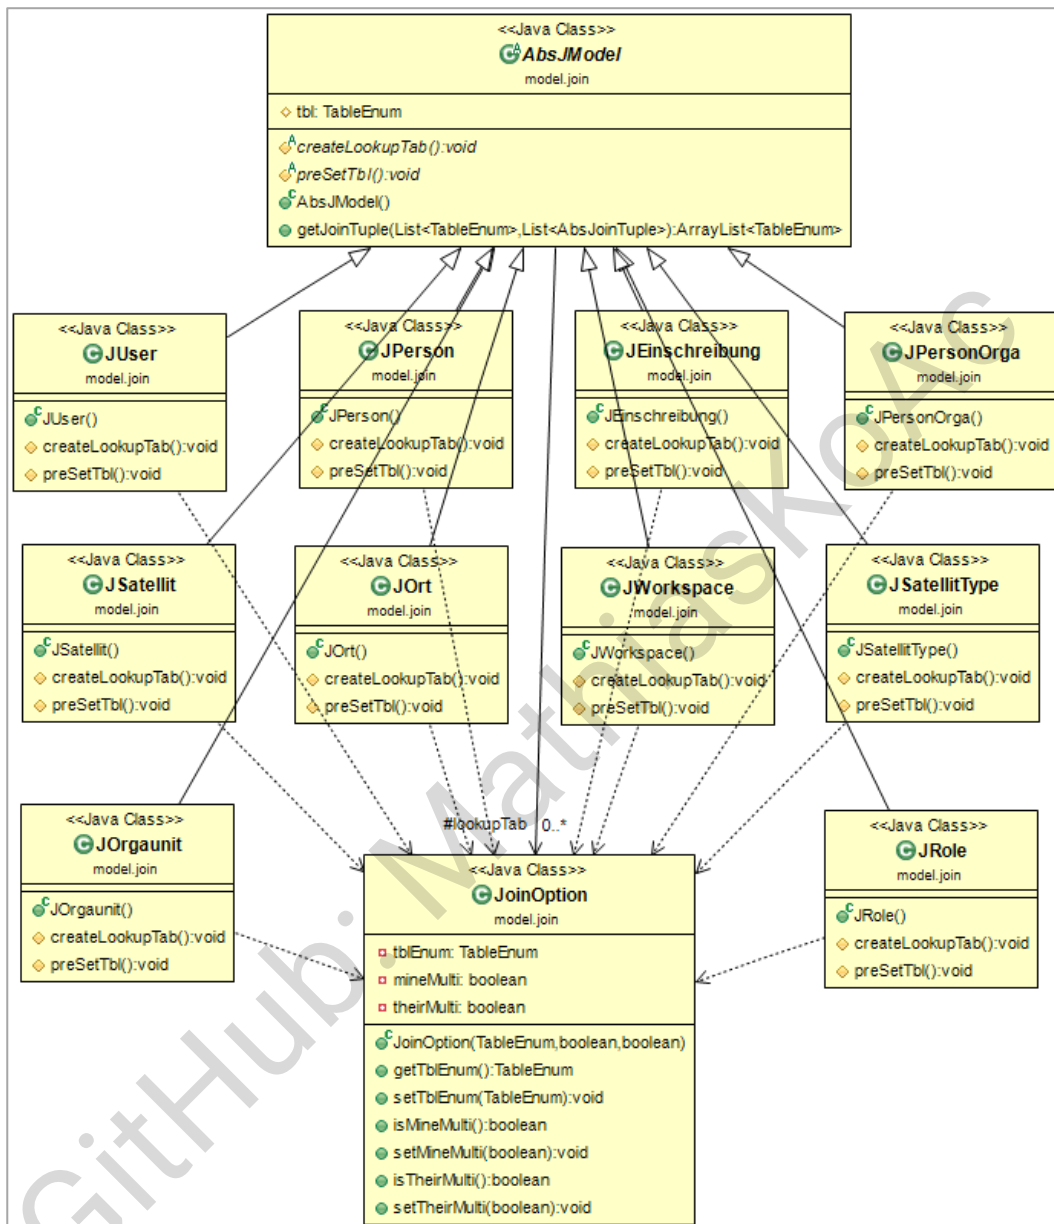 <<Java Class>>
AbsJModel
model.join
tbl: TableEnum
createLookupTab():void
preSetTbl():void
AbsJModel()
getJoinTuple(List<TableEnum>,List<AbsJoinTuple>):ArrayList<TableEnum>
<<Java Class>>
JUser
model.join
JUser()
createLookupTab():void
preSetTbl():void
<<Java Class>>
JPerson
model.join
JPerson()
createLookupTab():void
preSetTbl():void
<<Java Class>>
JEinschreibung
model.join
JEinschreibung()
createLookupTab():void
preSetTbl():void
<<Java Class>>
JPersonOrga
model.join
JPersonOrga()
createLookupTab():void
preSetTbl():void
<<Java Class>>
JSatellit
model.join
JSatellit()
createLookupTab():void
preSetTbl():void
<<Java Class>>
JOrt
model.join
JOrt()
createLookupTab():void
preSetTbl():void
<<Java Class>>
JWorkspace
model.join
JWorkspace()
createLookupTab():void
preSetTbl():void
<<Java Class>>
JSatellitType
model.join
JSatellitType()
createLookupTab():void
preSetTbl():void
<<Java Class>>
JOrgaunit
model.join
JOrgaunit()
createLookupTab():void
preSetTbl():void
#lookupTab 0..*
<<Java Class>>
JoinOption
model.join
tblEnum: TableEnum
mineMulti: boolean
theirMulti: boolean
JoinOption(TableEnum,boolean,boolean)
getTblEnum():TableEnum
setTblEnum(TableEnum):void
isMineMulti():boolean
setMineMulti(boolean):void
isTheirMulti():boolean
setTheirMulti(boolean):void
<<Java Class>>
JRole
model.join
JRole()
createLookupTab():void
preSetTbl():void
GitHub: MathiasKoAc